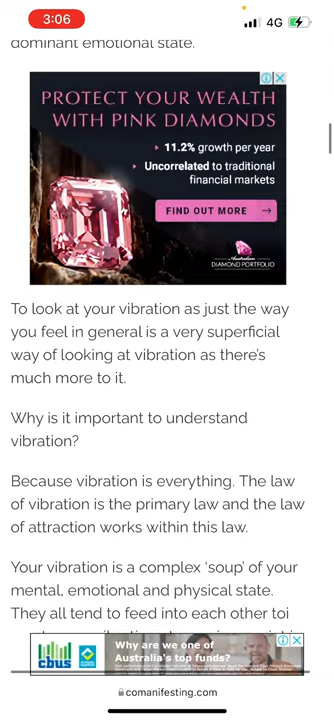 3:06
4G
dominant emotional state.
PROTECT YOUR WEALTH
WITH PINK DIAMONDS
11.2% growth per year
Uncorrelated to traditional
financial markets
FIND OUT MORE →
Australian
DIAMOND PORTFOLIO
To look at your vibration as just the way
you feel in general is a very superficial
way of looking at vibration as there's
much more to it.
Why is it important to understand
vibration?
Because vibration is everything. The law
of vibration is the primary law and the law
of attraction works within this law.
Your vibration is a complex 'soup' of your
mental, emotional and physical state.
They all tend to feed into each other toi
cbus
Why are we one of
Australia's top funds?
comanifesting.com